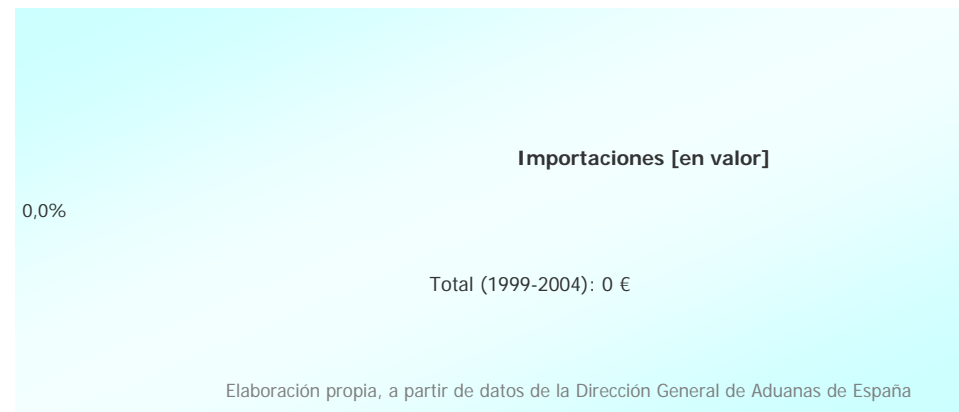 Importaciones [en valor]
0,0%
Total (1999-2004): 0 €
Elaboración propia, a partir de datos de la Dirección General de Aduanas de España